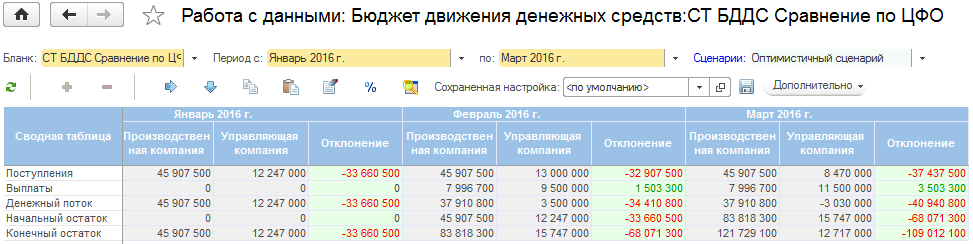 Работа с данными: Бюджет движения денежных средств:СТ БДДС Сравнение по ЦФО
Бланк: СТ БДДС Сравнение по ЦФ Период с: Январь 2016 г. по: Март 2016 г. Сценарии: Оптимистичный сценарий
% Сохраненная настройка: <по умолчанию> Дополнительно
Сводная таблица Январь 2016 г. Февраль 2016 г. Март 2016 г.
Производствен Управляющая Отклонение Производствен Управляющая Отклонение Производствен Управляющая Отклонение
ная компания компания ная компания компания ная компания компания
Поступления 45 907 500 12 247 000 -33 660 500 45 907 500 13 000 000 -32 907 500 45 907 500 8 470 000 -37 437 500
Выплаты 0 0 0 7 996 700 9 500 000 1 503 300 7 996 700 11 500 000 3 503 300
Денежный поток 45 907 500 12 247 000 -33 660 500 37 910 800 3 500 000 -34 410 800 37 910 800 -3 030 000 -40 940 800
Начальный остаток 0 0 0 45 907 500 12 247 000 -33 660 500 83 818 300 15 747 000 -68 071 300
Конечный остаток 45 907 500 12 247 000 -33 660 500 83 818 300 15 747 000 -68 071 300 121 729 100 12 717 000 -109 012 100